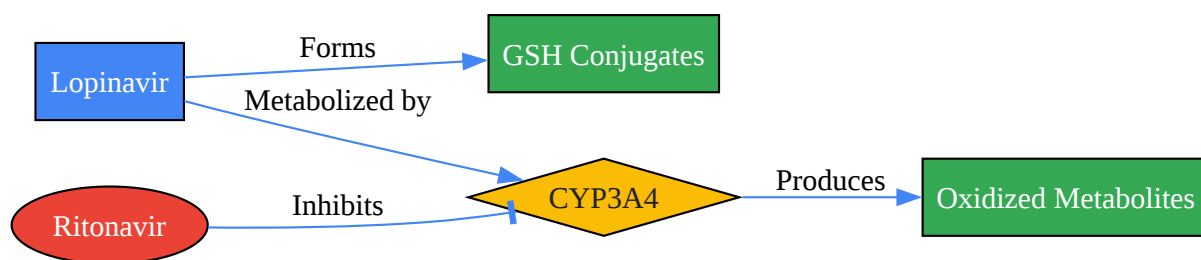 Lopinavir
Forms
GSH Conjugates
Metabolized by
Ritonavir
Inhibits
CYP3A4
Produces
Oxidized Metabolites